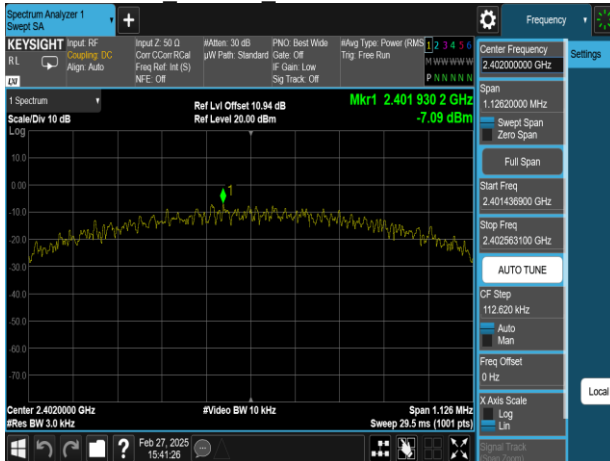 Spectrum Analyzer 1
Swept SA
+
Frequency
KEYSIGHT
RL
LXI
Input: RF
Coupling: DC
Align: Auto
Input Z: 50 Ω
Corr CCorr RCal
Freq Ref: Int (S)
NFE: Off
#Atten: 30 dB
µW Path: Standard
PNO: Best Wide
Gate: Off
IF Gain: Low
Sig Track: Off
#Avg Type: Power (RMS
Trig: Free Run
1 2 3 4 5 6
M W W W W W
P N N N N N
1 Spectrum
Scale/Div 10 dB
Log
Ref Lvl Offset 10.94 dB
Ref Level 20.00 dBm
Mkr1 2.401 930 2 GHz
-7.09 dBm
10.0
0.00
-10.0
-20.0
-30.0
-40.0
-50.0
-60.0
-70.0
1
Center 2.4020000 GHz
#Res BW 3.0 kHz
#Video BW 10 kHz
Span 1.126 MHz
Sweep 29.5 ms (1001 pts)
?
Feb 27, 2025
15:41:26
Center Frequency
2.402000000 GHz
Span
1.12620000 MHz
Swept Span
Zero Span
Full Span
Start Freq
2.401436900 GHz
Stop Freq
2.402563100 GHz
AUTO TUNE
CF Step
112.620 kHz
Auto
Man
Freq Offset
0 Hz
X Axis Scale
Log
Lin
Signal Track
(Span Zoom)
Settings
Local